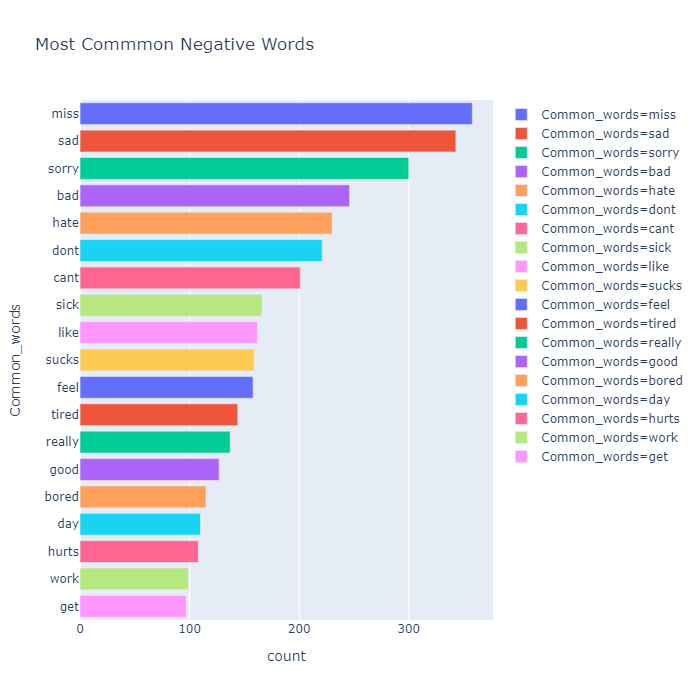 Most Commmon Negative Words
miss
sad
sorry
bad
hate
dont
cant
sick
like
sucks
feel
tired
really
good
bored
day
hurts
work
get
Common_words
0 100 200 300
count
Common_words=miss
Common_words=sad
Common_words=sorry
Common_words=bad
Common_words=hate
Common_words=dont
Common_words=cant
Common_words=sick
Common_words=like
Common_words=sucks
Common_words=feel
Common_words=tired
Common_words=really
Common_words=good
Common_words=bored
Common_words=day
Common_words=hurts
Common_words=work
Common_words=get